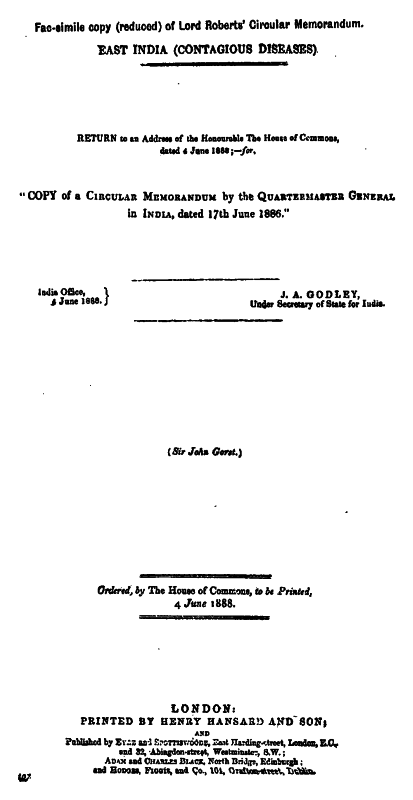 Fac-simile copy (reduced) of Lord Roberts' Circular Memorandum.
EAST INDIA (CONTAGIOUS DISEASES).
RETURN to an Address of the Honourable The House of Commons,
dated 4 June 1888;—for,
"COPY of a CIRCULAR MEMORANDUM by the QUARTERMASTER GENERAL
in INDIA, dated 17th June 1886."
India Office,
4 June 1888.
J. A. GODLEY,
Under Secretary of State for India.
(Sir John Gorst.)
Ordered, by The House of Commons, to be Printed,
4 June 1888.
LONDON:
PRINTED BY HENRY HANSARD AND SON;
AND
Published by EYRE and SPOTTISWOODE, East Harding-street, London, E.C.,
and 32, Abingdon-street, Westminster, S.W.;
ADAM and CHARLES BLACK, North Bridge, Edinburgh;
and HODGES, FIGGIS, and Co., 104, Grafton-street, Dublin.